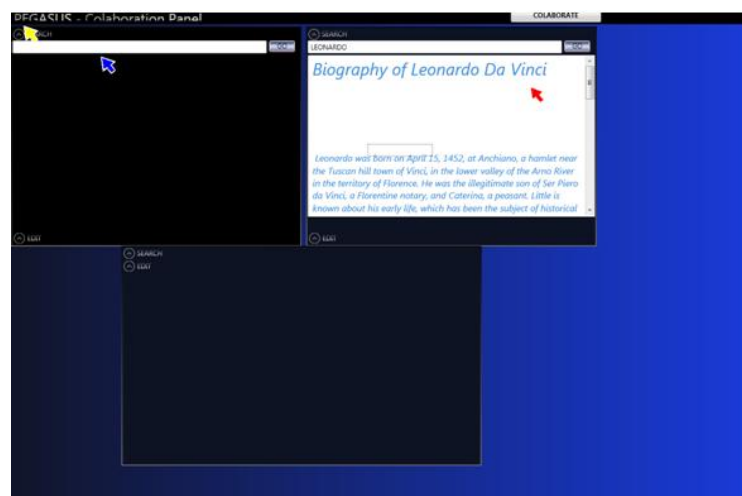 PEGASUS - Colaboration Panel
COLABORATE
SEARCH
GO
EDIT
SEARCH
LEONARDO
GO
Biography of Leonardo Da Vinci
Leonardo was born on April 15, 1452, at Anchiano, a hamlet near
the Tuscan hill town of Vinci, in the lower valley of the Arno River
in the territory of Florence. He was the illegitimate son of Ser Piero
da Vinci, a Florentine notary, and Caterina, a peasant. Little is
known about his early life, which has been the subject of historical
EDIT
SEARCH
EDIT